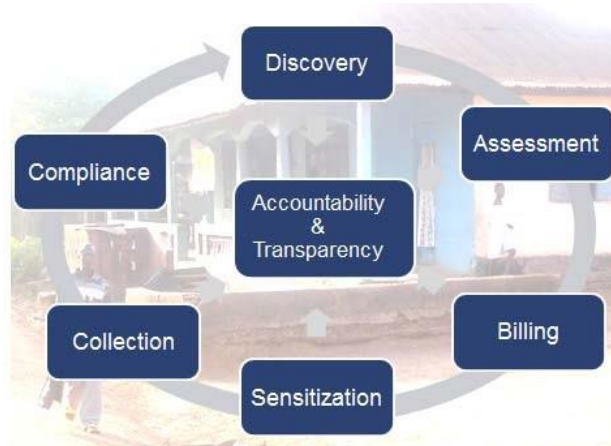 Discovery
Assessment
Billing
Sensitization
Collection
Compliance
Accountability
&
Transparency